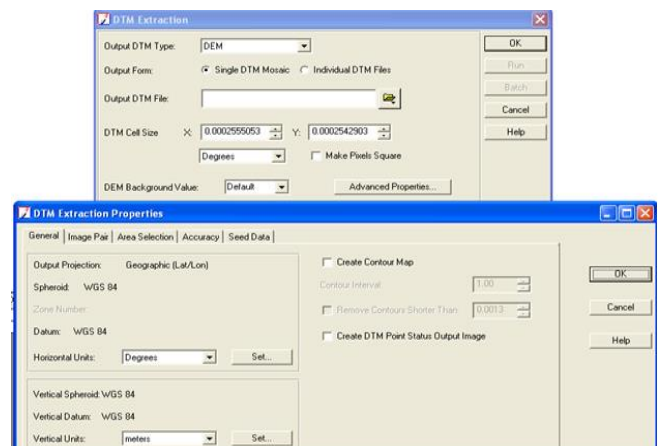 DTM Extraction
Output DTM Type: DEM OK
Output Form: Single DTM Mosaic Individual DTM Files Run
Output DTM File: Batch
Cancel
DTM Cell Size X: 0.0002555053 Y: 0.0002542903 Help
Degrees Make Pixels Square
DEM Background Value: Default Advanced Properties...
DTM Extraction Properties
General Image Pair Area Selection Accuracy Seed Data
Output Projection: Geographic (Lat/Lon) Create Contour Map OK
Spheroid: WGS 84 Contour Interval: 1.00
Zone Number: Remove Contours Shorter Than: 0.0013 Cancel
Datum: WGS 84 Create DTM Point Status Output Image Help
Horizontal Units: Degrees Set...
Vertical Spheroid: WGS 84
Vertical Datum: WGS 84
Vertical Units: meters Set...